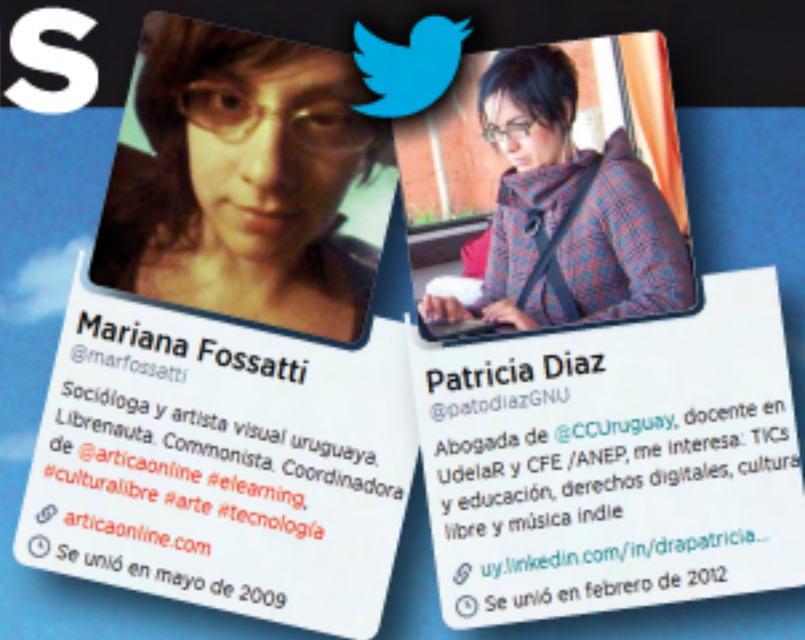 us
Mariana Fossatti
@marfossatti
Socióloga y artista visual uruguaya.
Librenauta. Commonista. Coordinadora
de @articaonline #elearning,
#culturalibre #arte #tecnología
articaonline.com
Se unió en mayo de 2009
Patricia Diaz
@patodiazGNU
Abogada de @CCUruguay, docente en
UdelaR y CFE /ANEP, me interesa: TICs
y educación, derechos digitales, cultura
libre y música indie
uy.linkedin.com/in/drapatricia...
Se unió en febrero de 2012